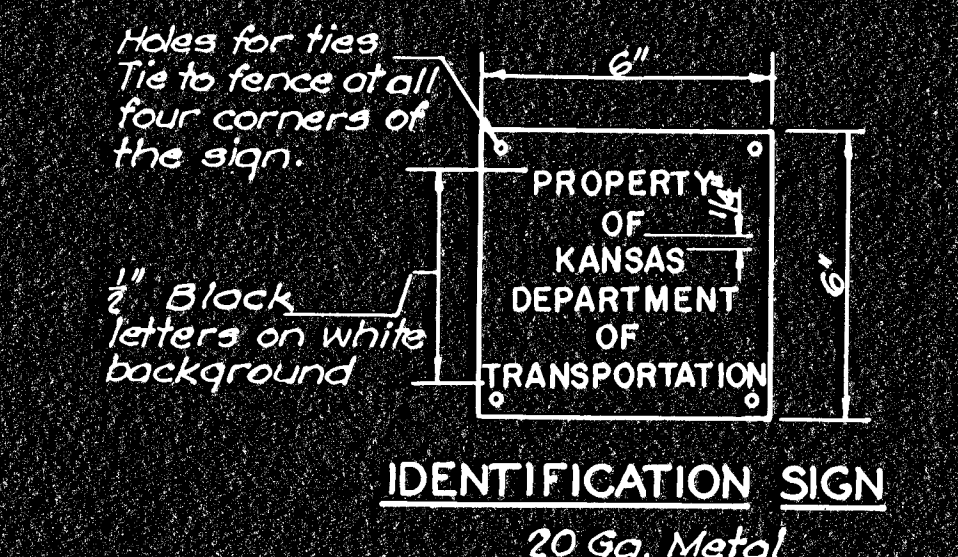 Holes for ties
Tie to fence at all
four corners of
the sign.
6"
PROPERTY
OF
KANSAS
DEPARTMENT
OF
TRANSPORTATION
1/4"
6"
1/2" Black
letters on white
background
IDENTIFICATION SIGN
20 Ga. Metal